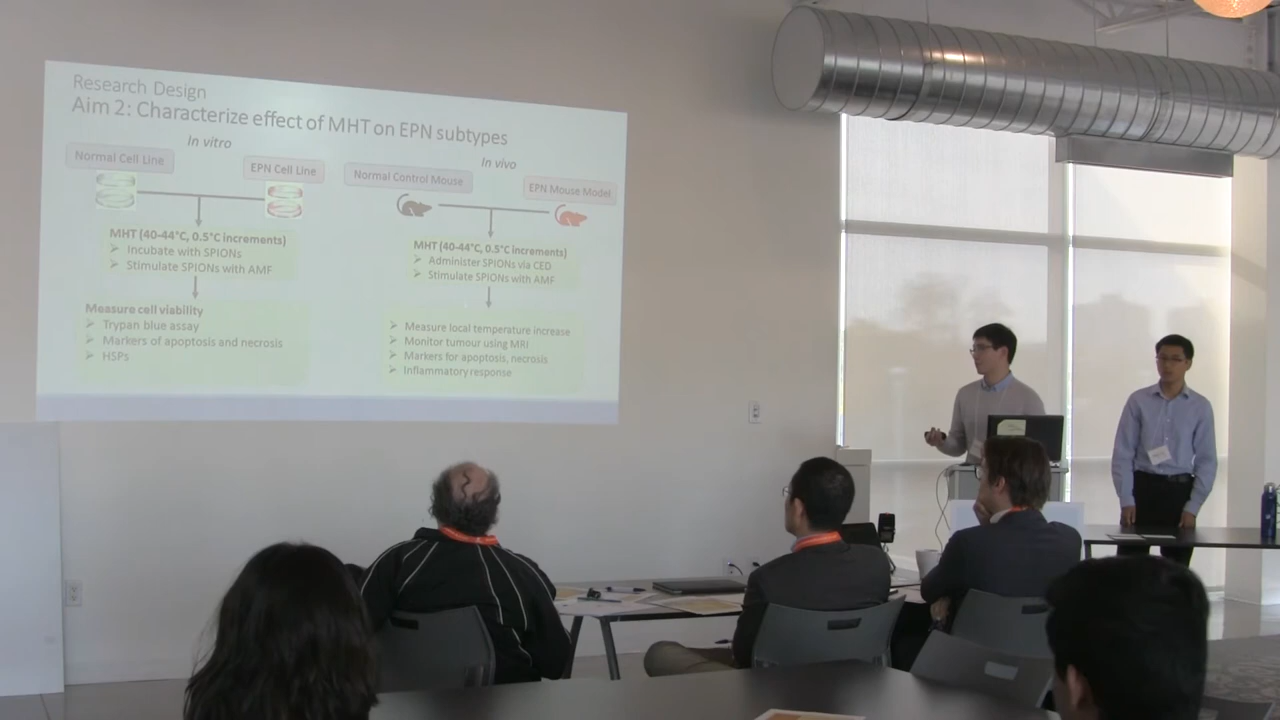 Research Design
Aim 2: Characterize effect of MHT on EPN subtypes
In vitro
Normal Cell Line
EPN Cell Line
MHT (40-44°C, 0.5°C increments)
➢ Incubate with SPIONs
➢ Stimulate SPIONs with AMF
Measure cell viability
➢ Trypan blue assay
➢ Markers of apoptosis and necrosis
➢ HSPs
In vivo
Normal Control Mouse
EPN Mouse Model
MHT (40-44°C, 0.5°C increments)
➢ Administer SPIONs via CED
➢ Stimulate SPIONs with AMF
➢ Measure local temperature increase
➢ Monitor tumour using MRI
➢ Markers for apoptosis, necrosis
➢ Inflammatory response